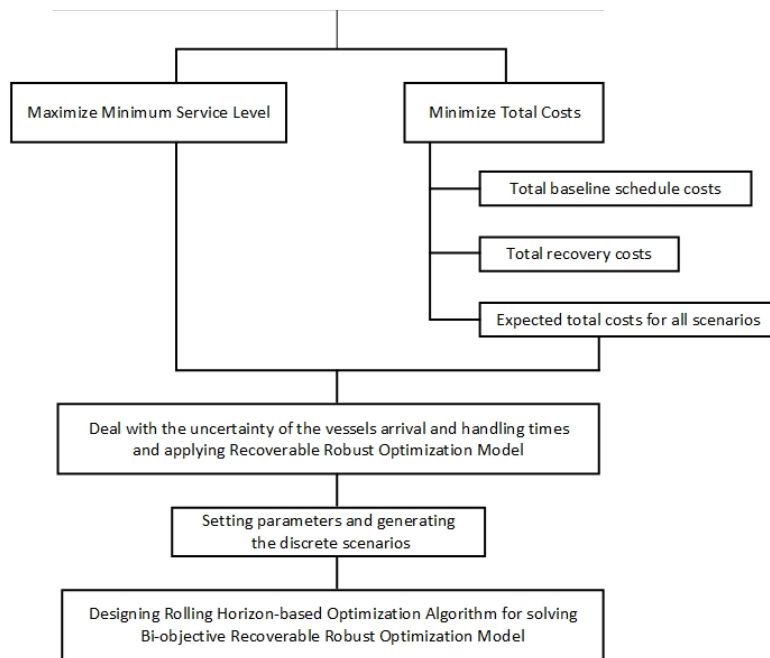 Maximize Minimum Service Level
Minimize Total Costs
Total baseline schedule costs
Total recovery costs
Expected total costs for all scenarios
Deal with the uncertainty of the vessels arrival and handling times
and applying Recoverable Robust Optimization Model
Setting parameters and generating
the discrete scenarios
Designing Rolling Horizon-based Optimization Algorithm for solving
Bi-objective Recoverable Robust Optimization Model